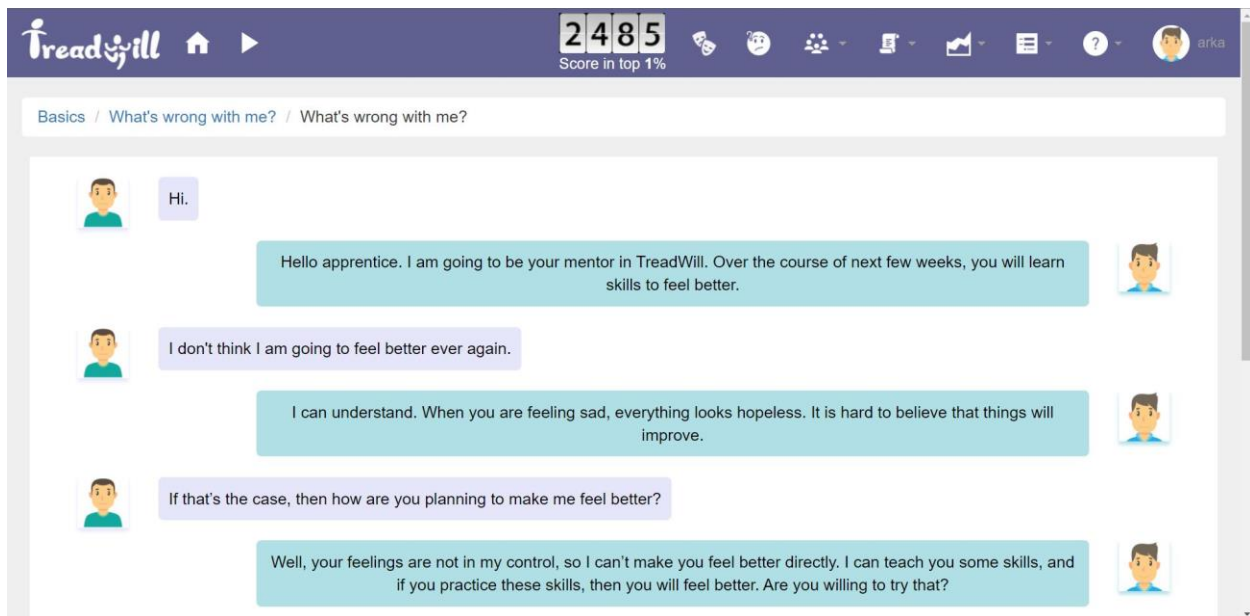 Treadwill
2485
Score in top 1%
?
arka
Basics / What's wrong with me? / What's wrong with me?
Hi.
Hello apprentice. I am going to be your mentor in TreadWill. Over the course of next few weeks, you will learn
skills to feel better.
I don't think I am going to feel better ever again.
I can understand. When you are feeling sad, everything looks hopeless. It is hard to believe that things will
improve.
If that's the case, then how are you planning to make me feel better?
Well, your feelings are not in my control, so I can't make you feel better directly. I can teach you some skills, and
if you practice these skills, then you will feel better. Are you willing to try that?